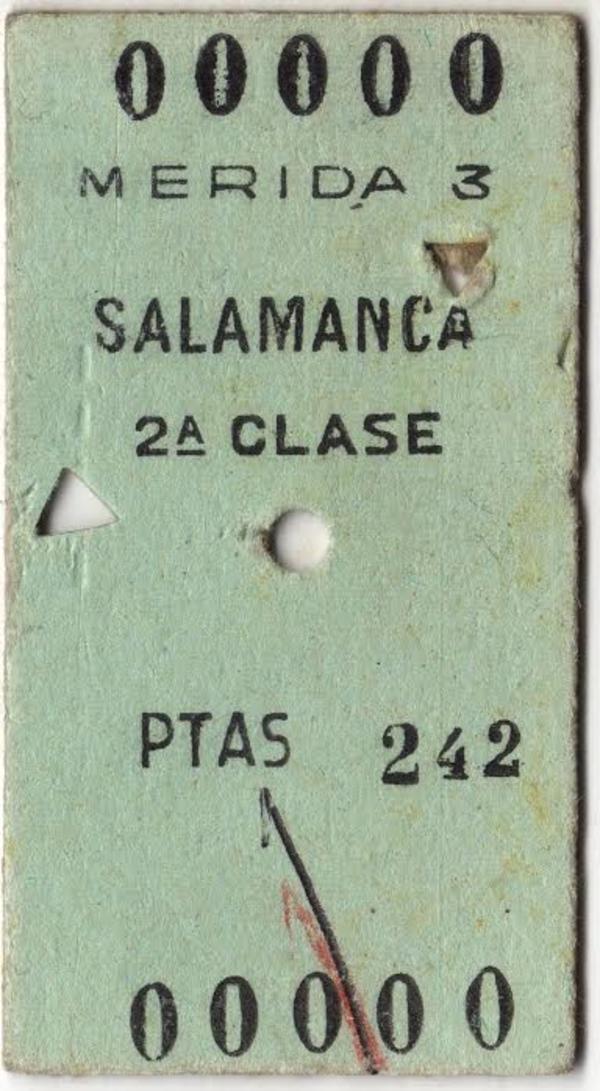 00000
MERIDA 3
SALAMANCA
2ª CLASE
PTAS 242
00000